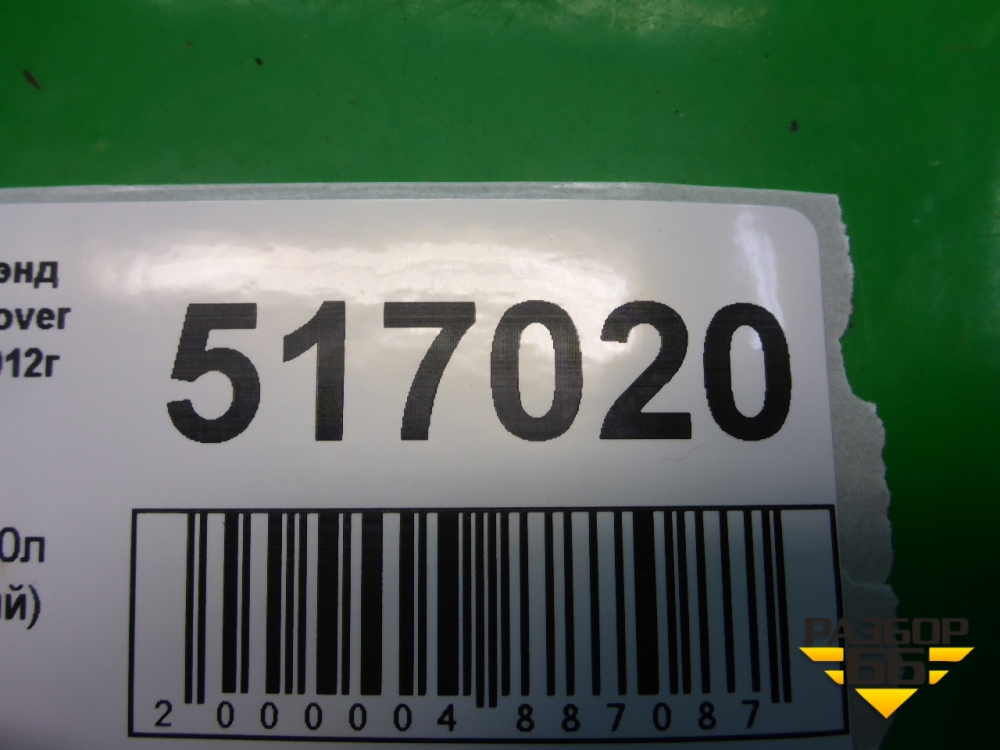 энд
over
012г
517020
0л
й)
2 000004 887087
РАЗБОР
66